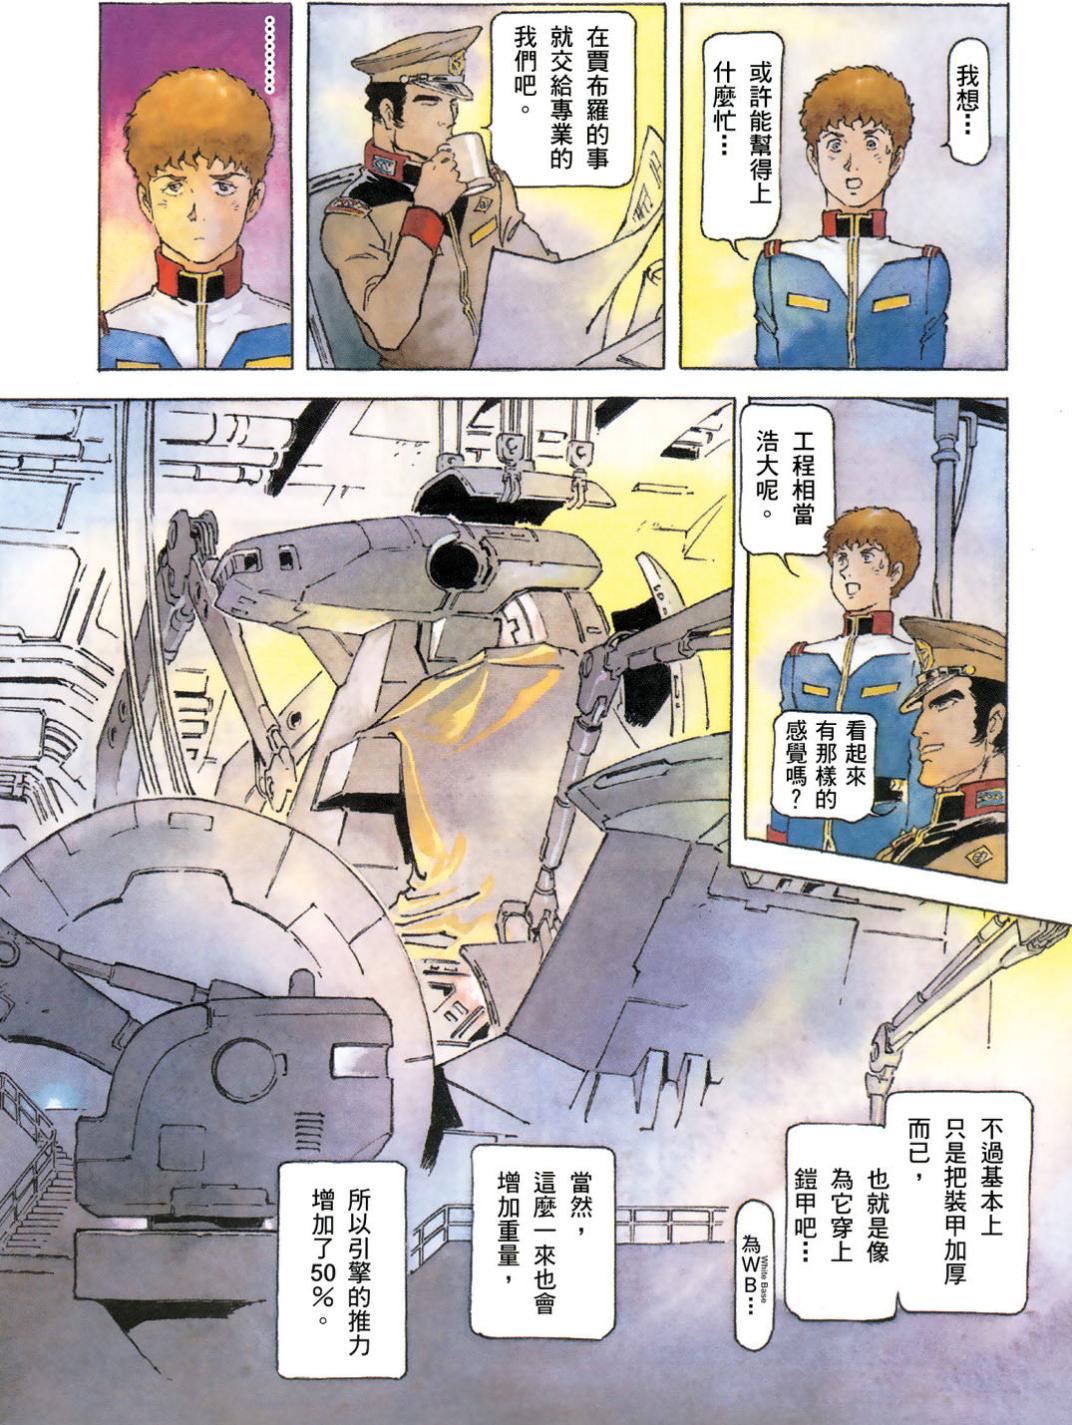 我想⋯
或許能幫得上
什麼忙⋯
在賈布羅的事
就交給專業的
我們吧。
⋯⋯⋯⋯
工程相當
浩大呢。
看起來
有那樣的
感覺嗎？
不過基本上
只是把裝甲加厚
而已，
也就是像
為它穿上
鎧甲吧⋯
為WB⋯
White Base
當然，
這麼一來也會
增加重量，
所以引擎的推力
增加了50％。